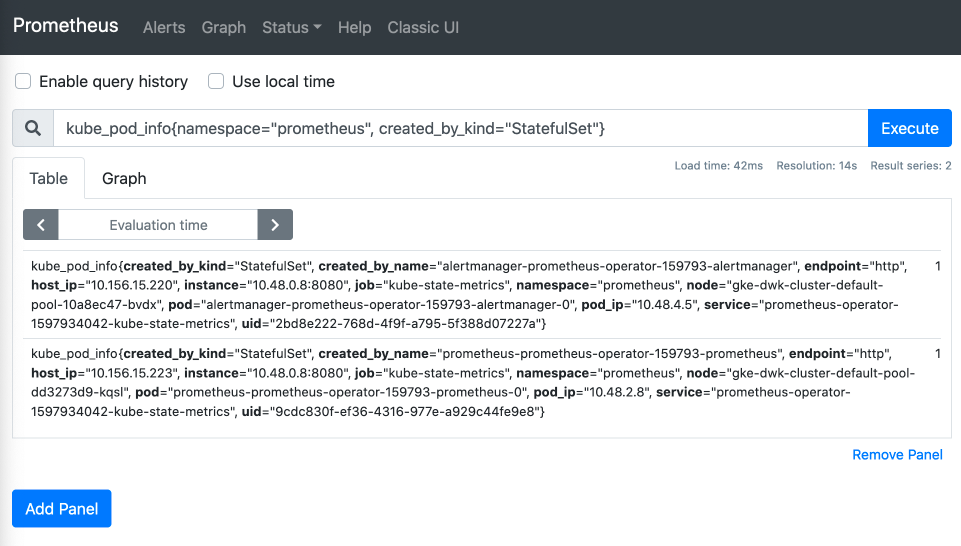 Prometheus Alerts Graph Status Help Classic UI
Enable query history Use local time
kube_pod_info{namespace="prometheus", created_by_kind="StatefulSet"} Execute
Load time: 42ms Resolution: 14s Result series: 2
Table Graph
Evaluation time
kube_pod_info{created_by_kind="StatefulSet", created_by_name="alertmanager-prometheus-operator-159793-alertmanager", endpoint="http", 1
host_ip="10.156.15.220", instance="10.48.0.8:8080", job="kube-state-metrics", namespace="prometheus", node="gke-dwk-cluster-default-
pool-10a8ec47-bvdx", pod="alertmanager-prometheus-operator-159793-alertmanager-0", pod_ip="10.48.4.5", service="prometheus-operator-
1597934042-kube-state-metrics", uid="2bd8e222-768d-4f9f-a795-5f388d07227a"}
kube_pod_info{created_by_kind="StatefulSet", created_by_name="prometheus-prometheus-operator-159793-prometheus", endpoint="http", 1
host_ip="10.156.15.223", instance="10.48.0.8:8080", job="kube-state-metrics", namespace="prometheus", node="gke-dwk-cluster-default-pool-
dd3273d9-kqsl", pod="prometheus-prometheus-operator-159793-prometheus-0", pod_ip="10.48.2.8", service="prometheus-operator-
1597934042-kube-state-metrics", uid="9cdc830f-ef36-4316-977e-a929c44fe9e8"}
Remove Panel
Add Panel